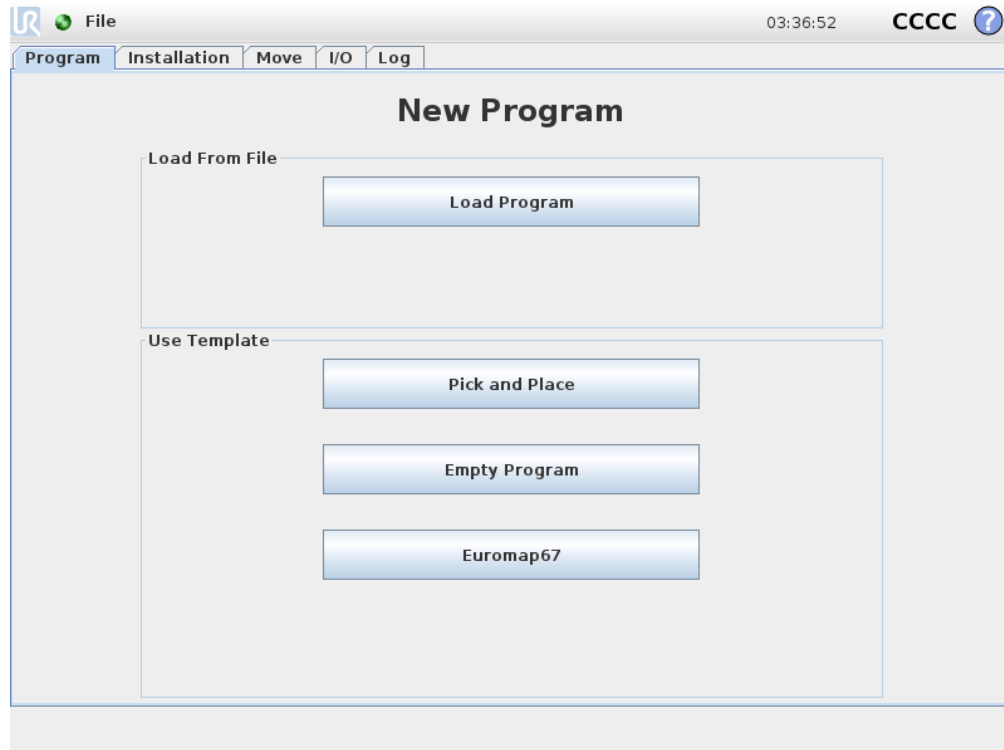 UR File 03:36:52 CCCC ?
Program Installation Move I/O Log
New Program
Load From File
Load Program
Use Template
Pick and Place
Empty Program
Euromap67